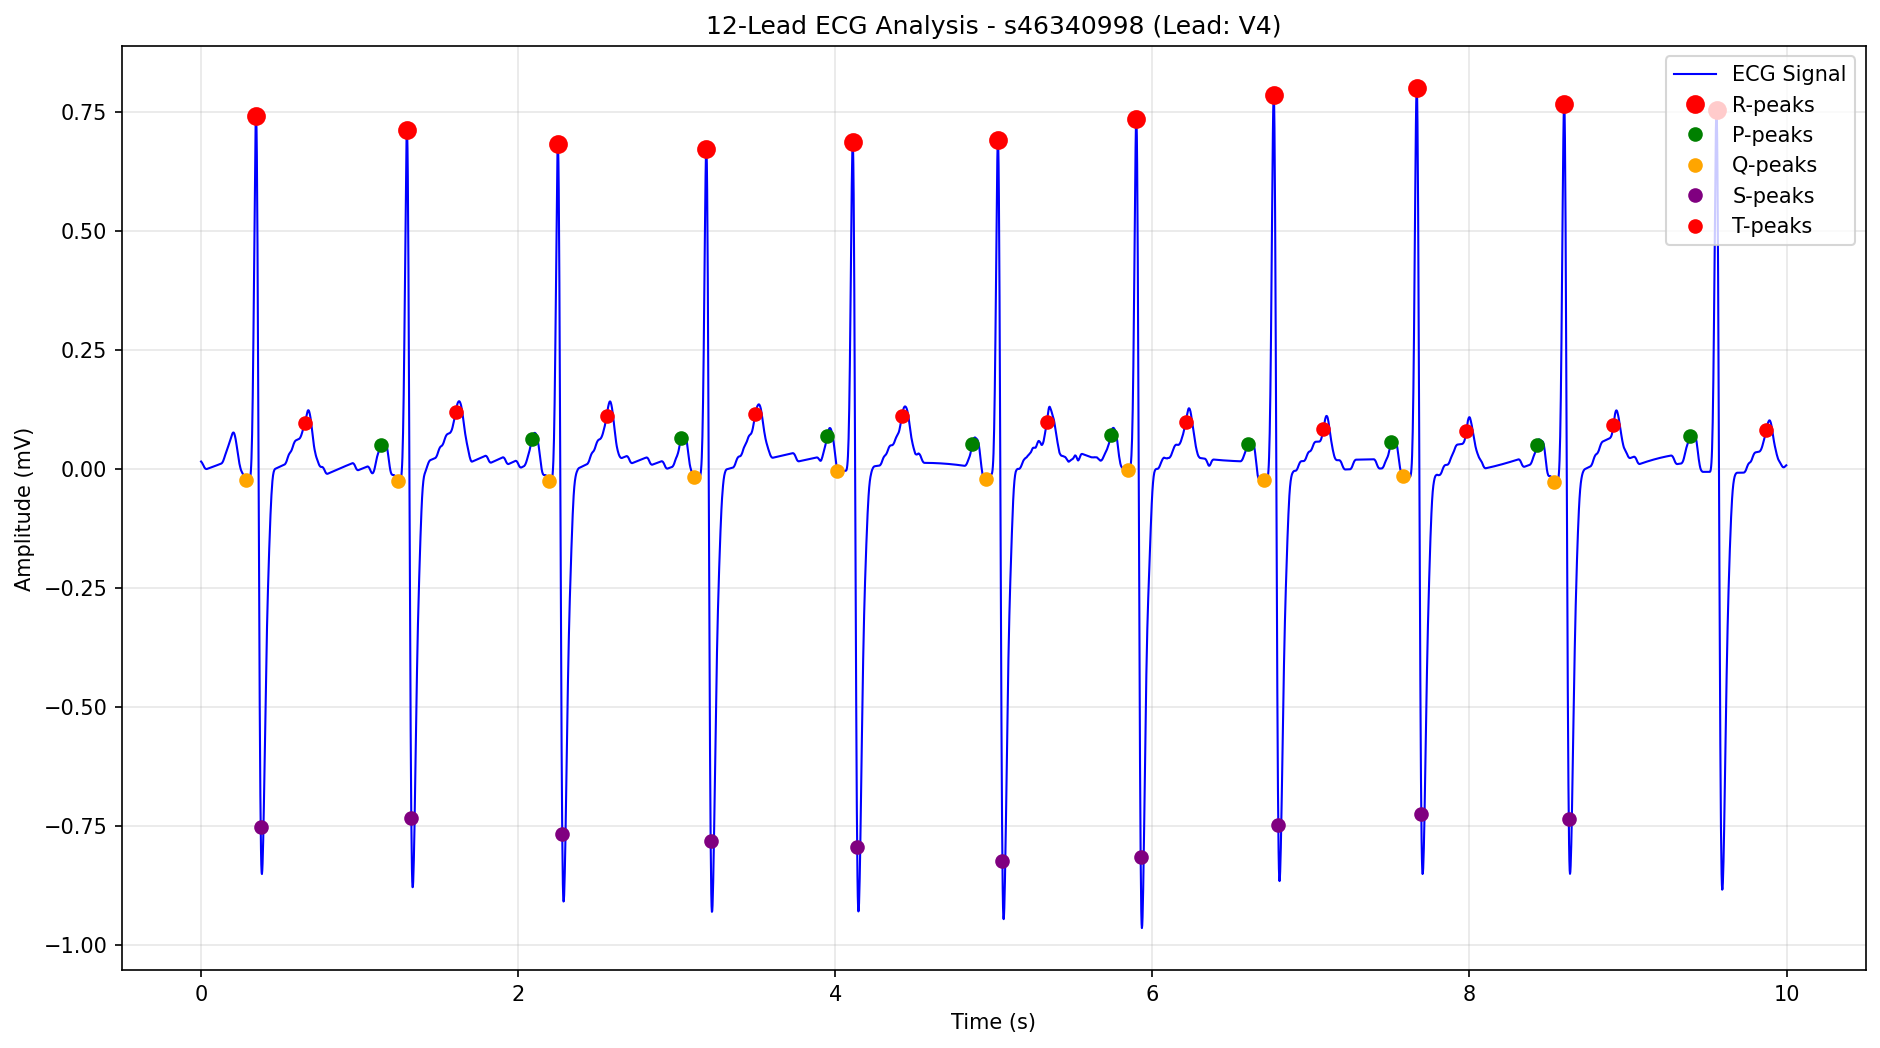 12-Lead ECG Analysis - s46340998 (Lead: V4)
ECG Signal
R-peaks
P-peaks
Q-peaks
S-peaks
T-peaks
0.75
0.50
0.25
0.00
−0.25
−0.50
−0.75
−1.00
Amplitude (mV)
0 2 4 6 8 10
Time (s)